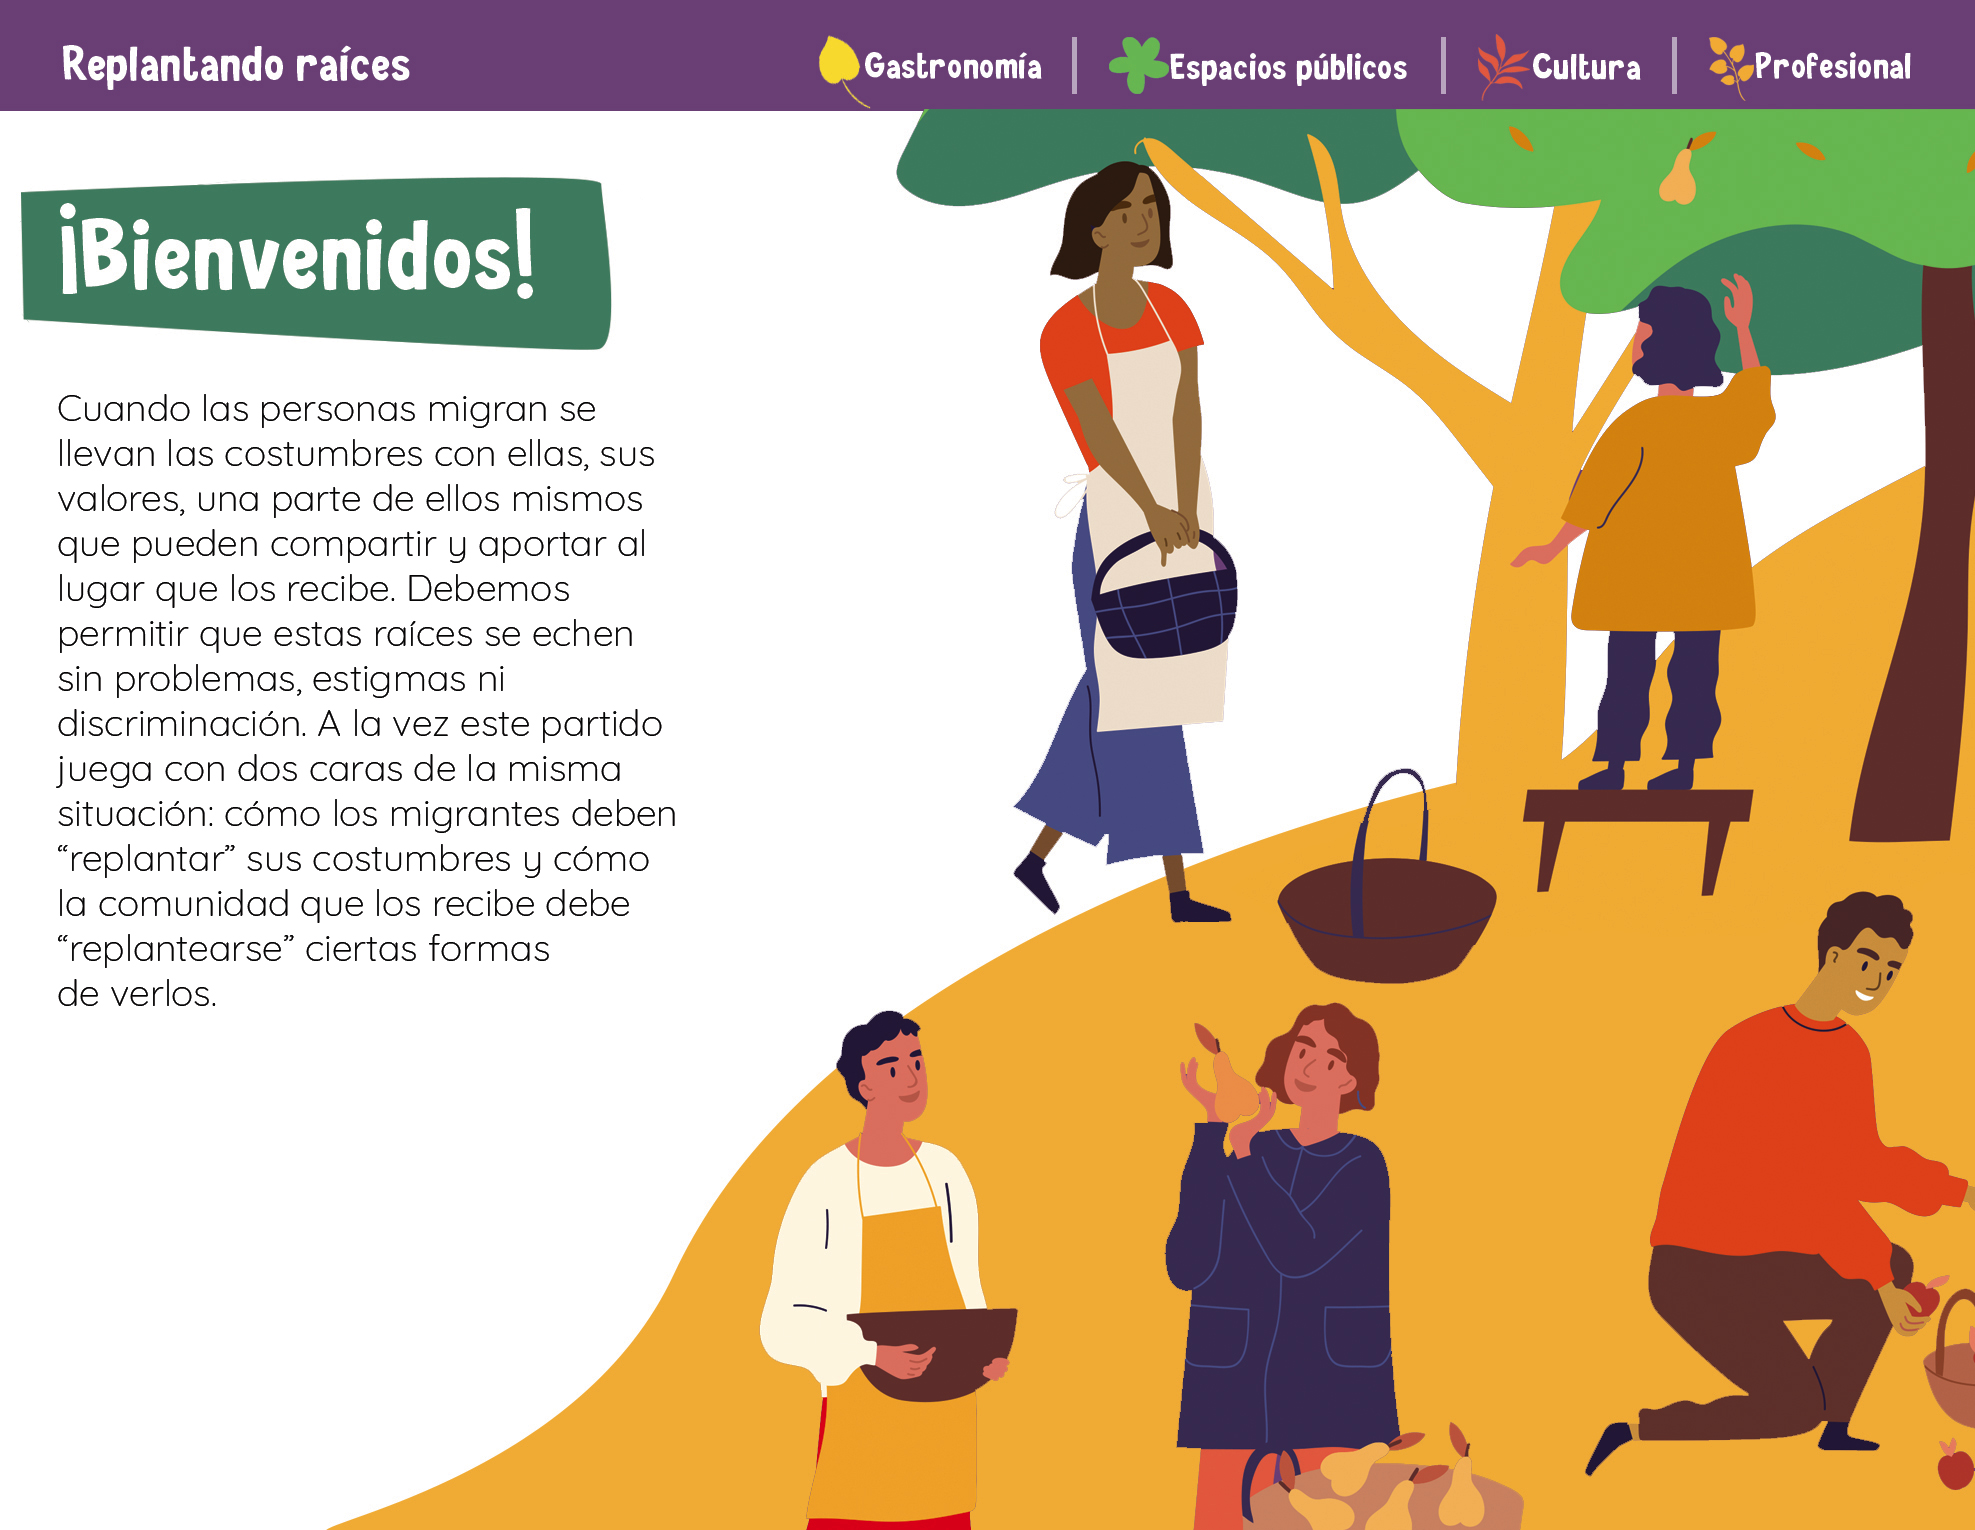 Replantando raíces
Gastronomía
Espacios públicos
Cultura
Profesional
¡Bienvenidos!
Cuando las personas migran se
llevan las costumbres con ellas, sus
valores, una parte de ellos mismos
que pueden compartir y aportar al
lugar que los recibe. Debemos
permitir que estas raíces se echen
sin problemas, estigmas ni
discriminación. A la vez este partido
juega con dos caras de la misma
situación: cómo los migrantes deben
“replantar” sus costumbres y cómo
la comunidad que los recibe debe
“replantearse” ciertas formas
de verlos.